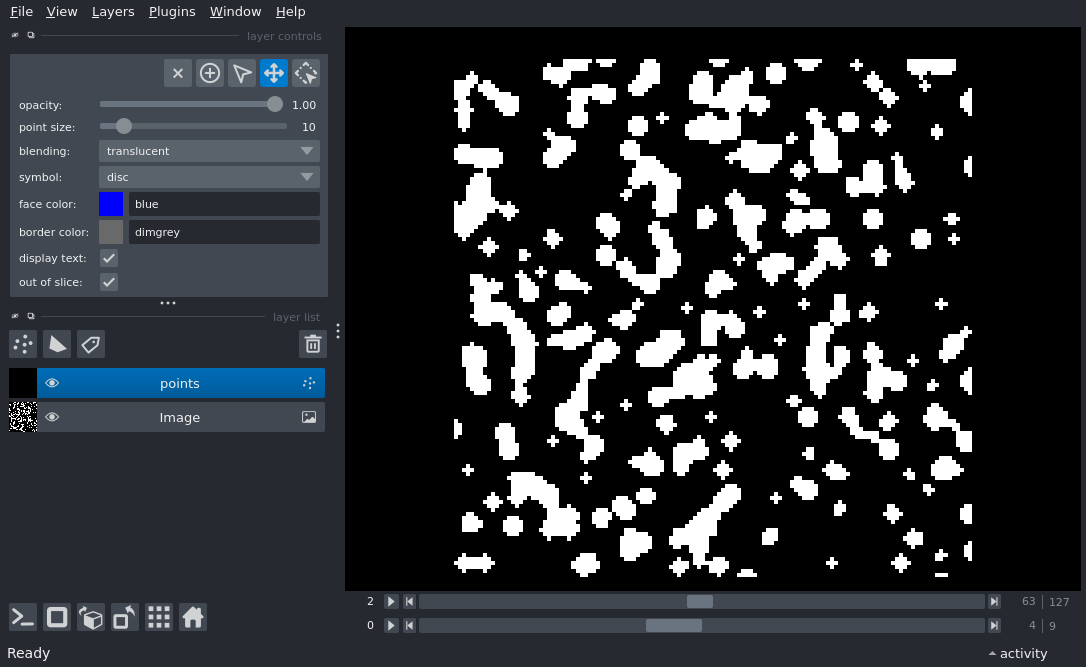 File View Layers Plugins Window Help
layer controls
opacity: 1.00
point size: 10
blending: translucent
symbol: disc
face color: blue
border color: dimgrey
display text:
out of slice:
layer list
points
Image
2 63 127
0 4 9
Ready activity